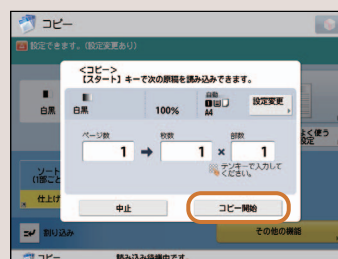 コピー
設定できます。(設定変更あり)
<コピー>
【スタート】キーで次の原稿を読み込みできます。
白黒
白黒
100%
自動
A4
設定変更
ページ数
枚数
部数
1
1
×
1
テンキーで入力して
ください。
よく使う
設定
ソート
(1部ごと
仕上げ
中止
コピー開始
割り込み
その他の機能
コピー
読み込み待機中です。